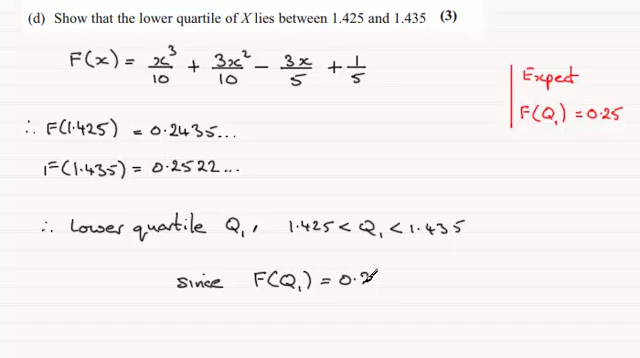 (d) Show that the lower quartile of X lies between 1.425 and 1.435 (3)
F(x) = x³/10 + 3x²/10 - 3x/5 + 1/5
Expect
F(Q₁) = 0.25
∴ F(1.425) = 0.2435...
F(1.435) = 0.2522...
∴ Lower quartile Q₁, 1.425 < Q₁ < 1.435
since F(Q₁) = 0.2